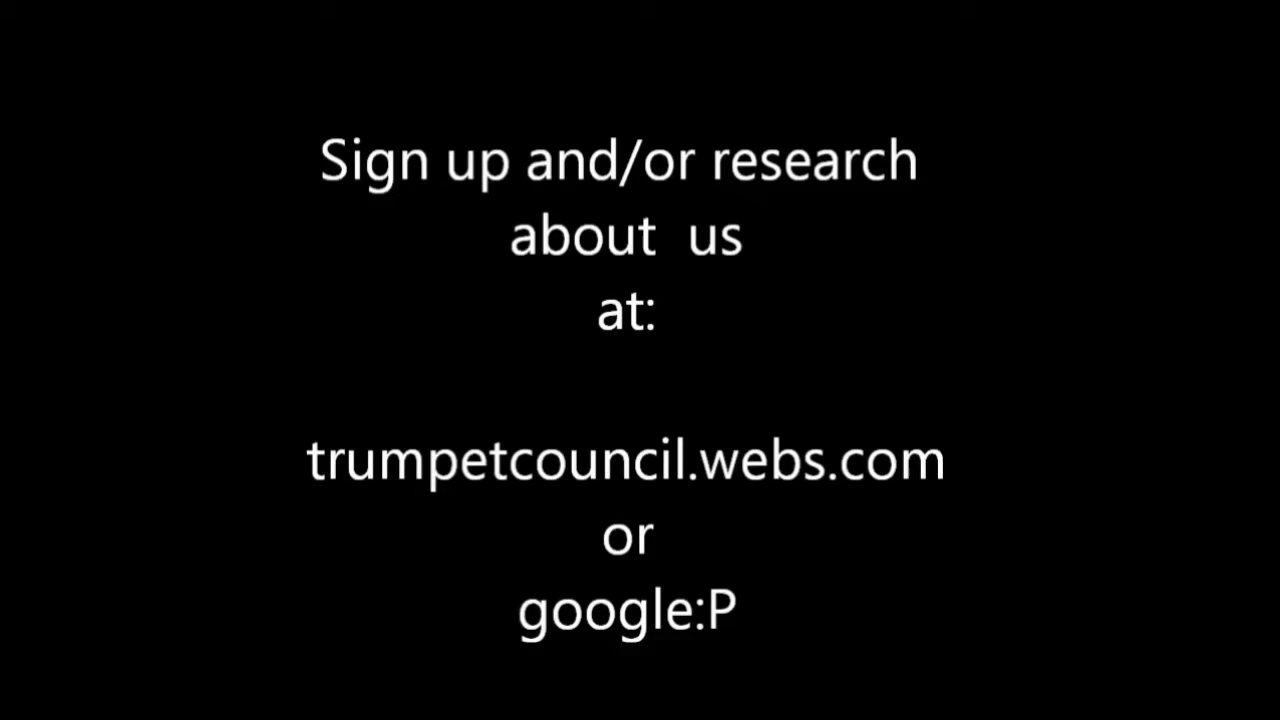 Sign up and/or research
about  us
at:
trumpetcouncil.webs.com
or
google:P